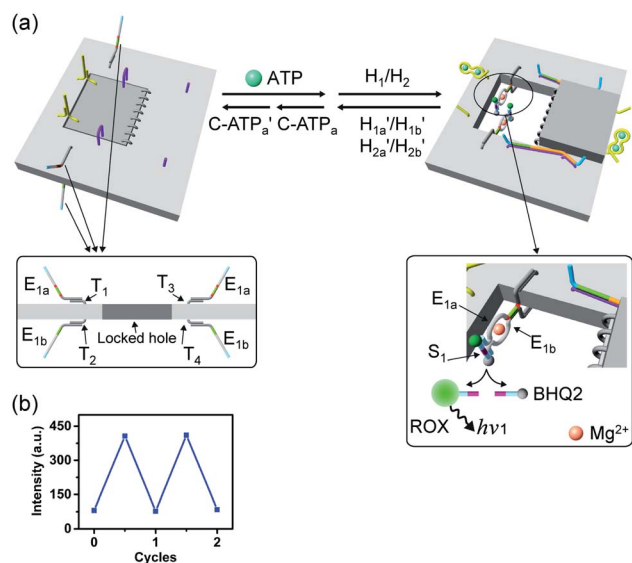 (a)
ATP
H₁/H₂
C-ATPₐ' C-ATPₐ
H₁ₐ'/H₁b'
H₂ₐ'/H₂b'
E₁ₐ T₁ T₃ E₁ₐ
E₁b T₂ Locked hole T₄ E₁b
E₁ₐ
E₁b
S₁
BHQ2
ROX hν₁
Mg²⁺
(b)
Intensity (a.u.)
450
300
150
0
0 1 2
Cycles